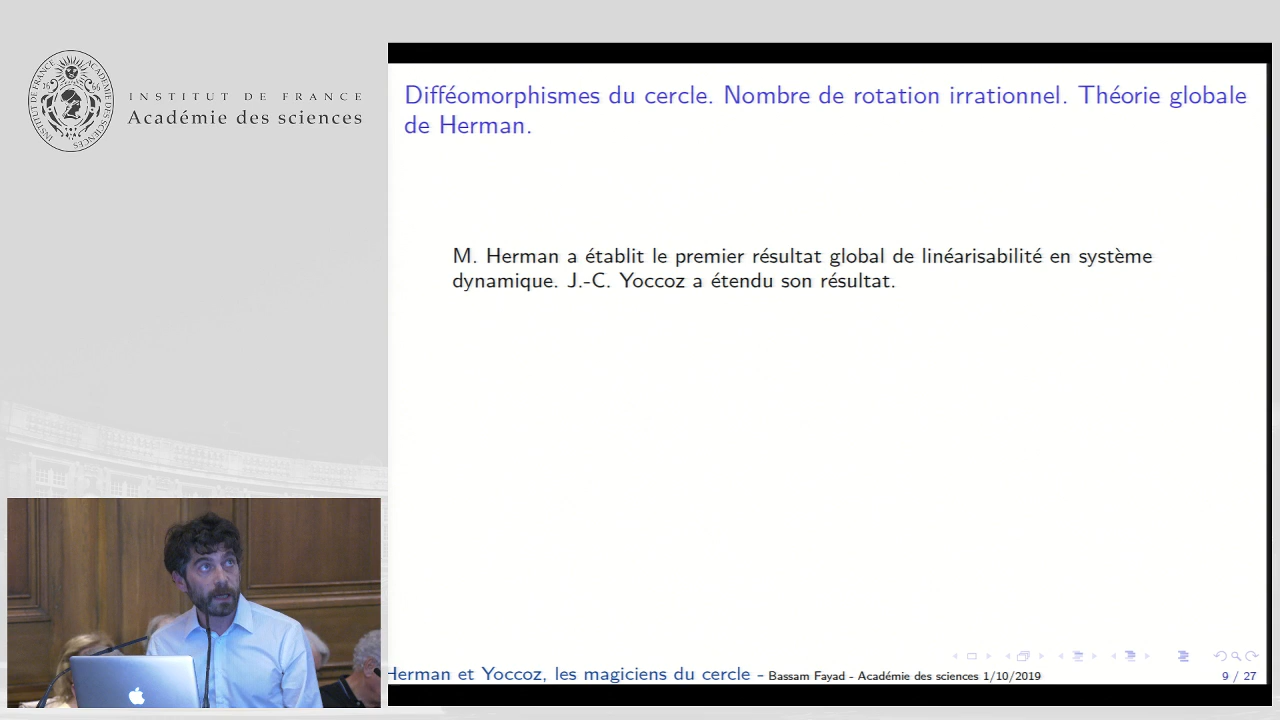 INSTITUT DE FRANCE
Académie des sciences
Difféomorphismes du cercle. Nombre de rotation irrationnel. Théorie globale
de Herman.
M. Herman a établit le premier résultat global de linéarisabilité en système
dynamique. J.-C. Yoccoz a étendu son résultat.
Herman et Yoccoz, les magiciens du cercle - Bassam Fayad - Académie des sciences 1/10/2019
9 / 27